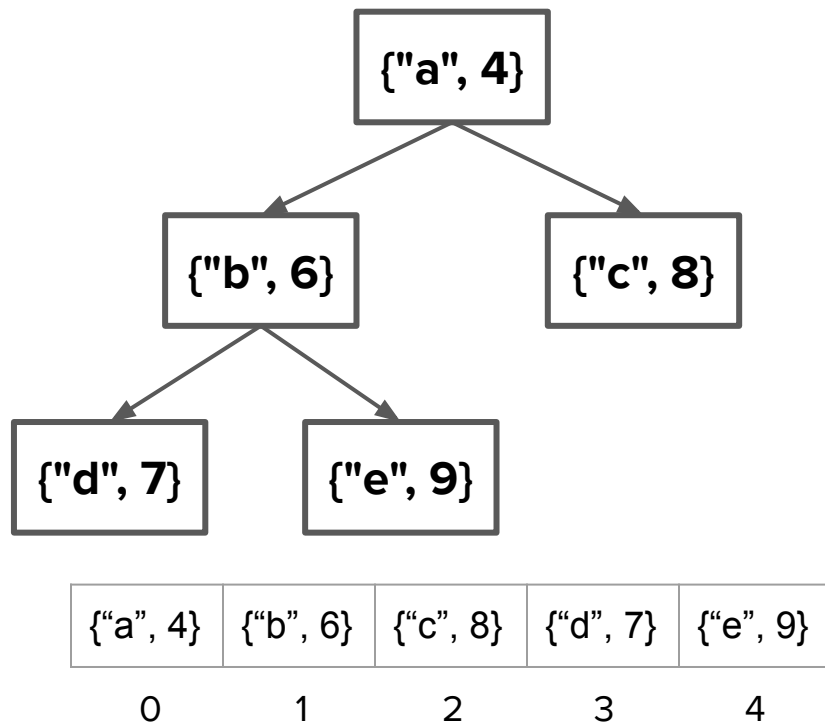 {"a", 4}
{"b", 6} {"c", 8}
{"d", 7} {"e", 9}
{“a”, 4} {“b”, 6} {“c”, 8} {“d”, 7} {“e”, 9}
0 1 2 3 4